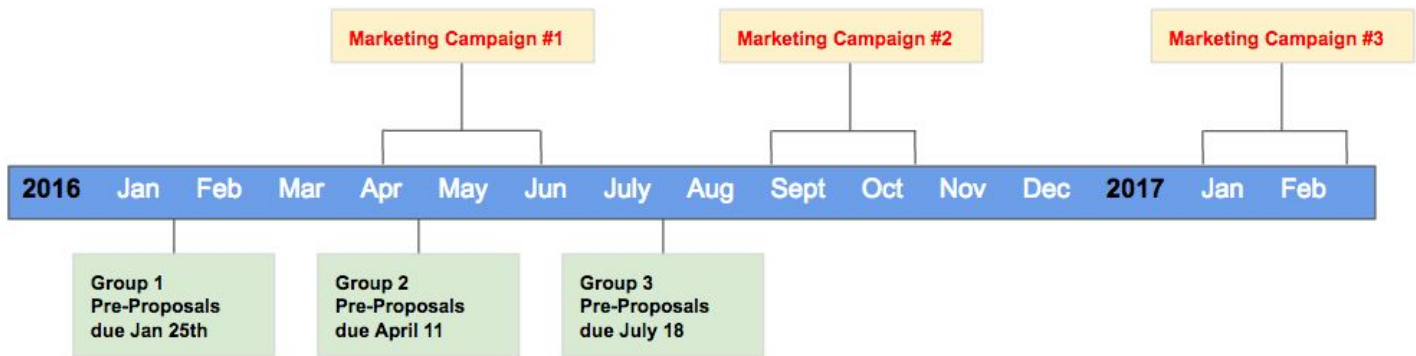 Marketing Campaign #1
Marketing Campaign #2
Marketing Campaign #3
2016 Jan Feb Mar Apr May Jun July Aug Sept Oct Nov Dec 2017 Jan Feb
Group 1
Pre-Proposals
due Jan 25th
Group 2
Pre-Proposals
due April 11
Group 3
Pre-Proposals
due July 18